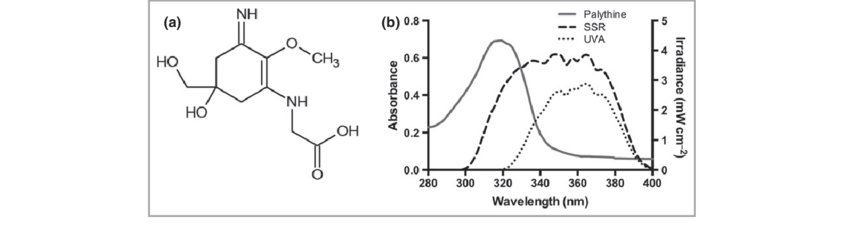 (a)
NH
O
CH3
HO
HO
NH
OH
O
(b)
Palythine
SSR
UVA
0.8
0.6
0.4
0.2
0.0
Absorbance
5
4
3
2
1
0
Irradiance (mW cm−2)
280 300 320 340 360 380 400
Wavelength (nm)